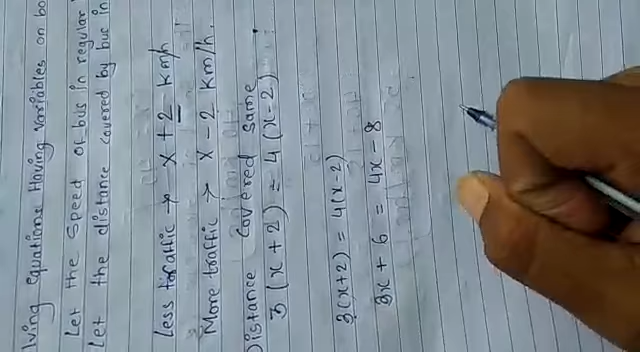 lving equations Having variables on bo
Let the speed of bus in regular
Let the distance covered by bus in
Less traffic → x + 2 km/h
More traffic → x - 2 km/h.
Distance covered same
3(x + 2) = 4(x - 2)
3(x+2) = 4(x-2)
3x + 6 = 4x - 8